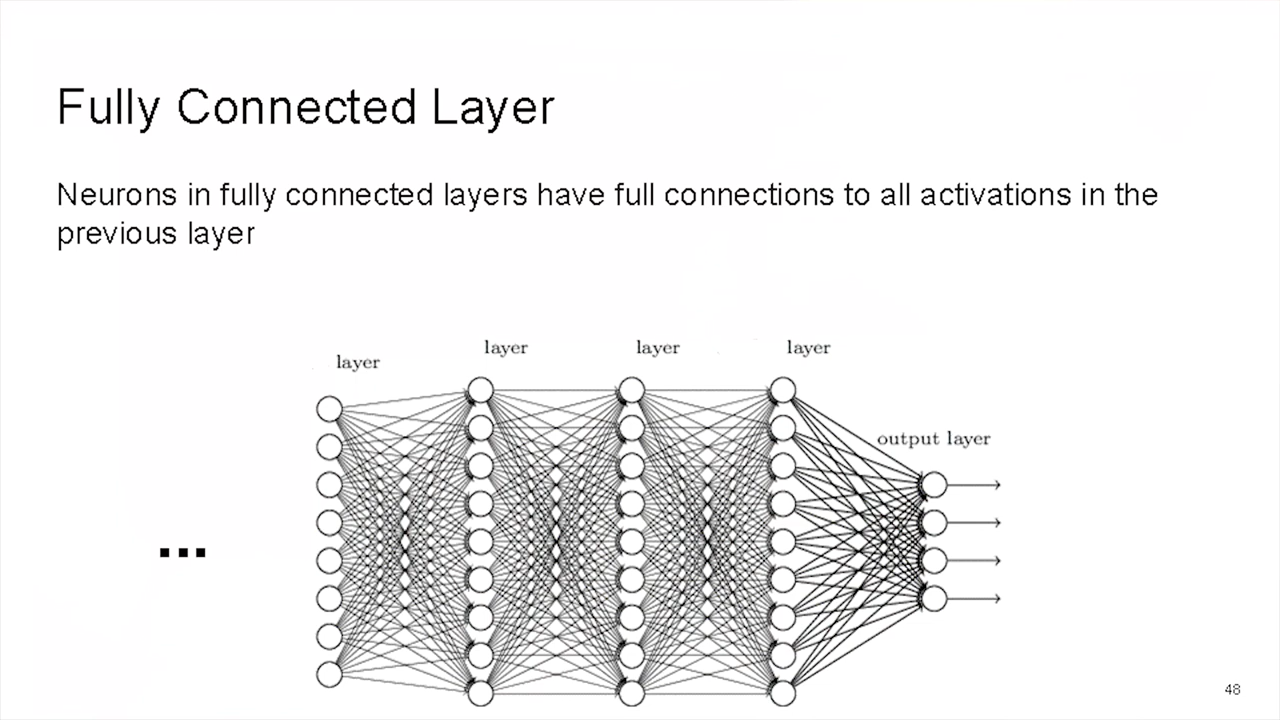 Fully Connected Layer
Neurons in fully connected layers have full connections to all activations in the
previous layer
layer
layer
layer
layer
output layer
...
48